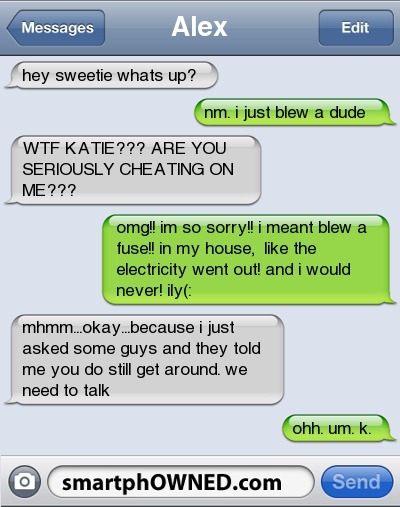 Messages
Alex
Edit
hey sweetie whats up?
nm. i just blew a dude
WTF KATIE??? ARE YOU
SERIOUSLY CHEATING ON
ME???
omg!! im so sorry!! i meant blew a
fuse!! in my house, like the
electricity went out! and i would
never! ily(:
mhmm...okay...because i just
asked some guys and they told
me you do still get around. we
need to talk
ohh. um. k.
smartphOWNED.com
Send